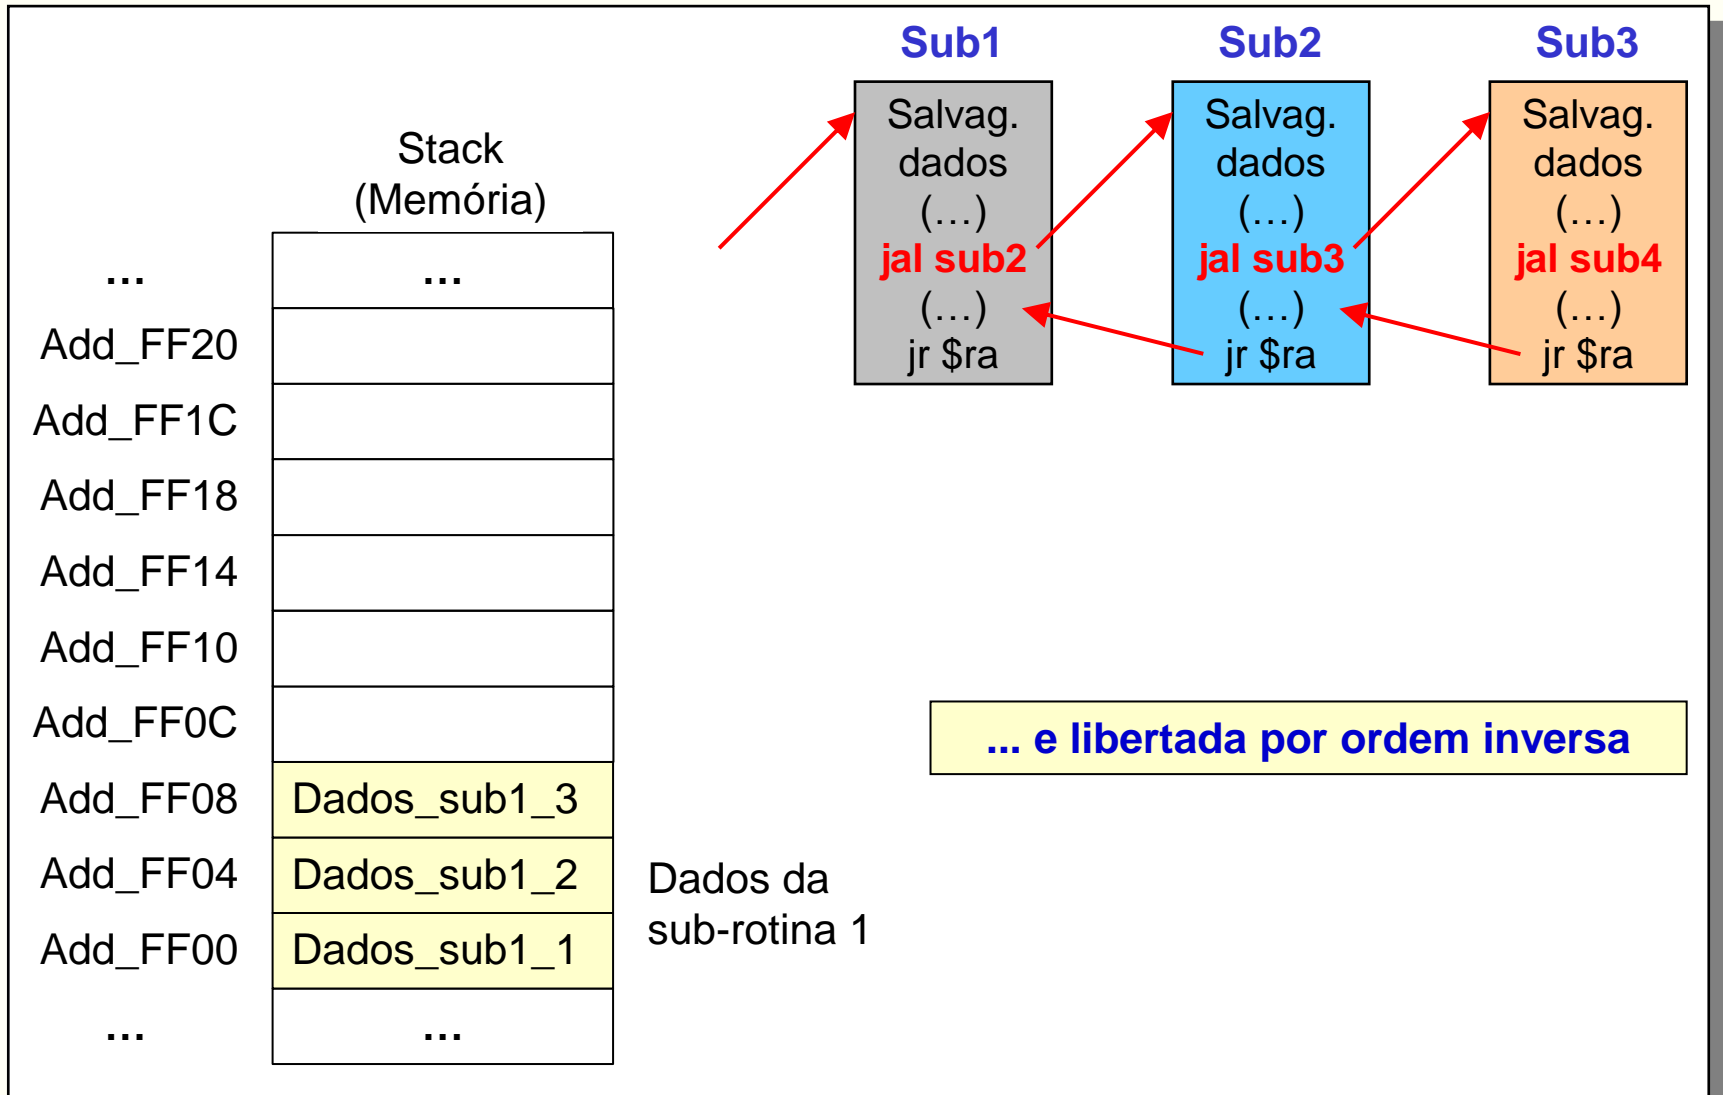 Sub1
Sub2
Sub3
Salvag.
dados
(…)
jal sub2
(…)
jr $ra
Salvag.
dados
(…)
jal sub3
(…)
jr $ra
Salvag.
dados
(…)
jal sub4
(…)
jr $ra
Stack
(Memória)
... ...
Add_FF20
Add_FF1C
Add_FF18
Add_FF14
Add_FF10
Add_FF0C
Add_FF08 Dados_sub1_3
Add_FF04 Dados_sub1_2
Add_FF00 Dados_sub1_1
... ...
Dados da
sub-rotina 1
... e libertada por ordem inversa